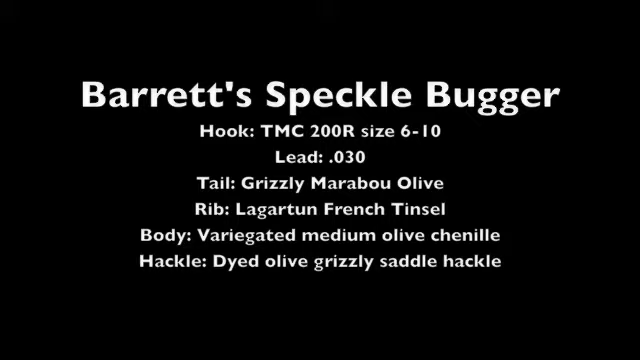 Barrett's Speckle Bugger
Hook: TMC 200R size 6-10
Lead: .030
Tail: Grizzly Marabou Olive
Rib: Lagartun French Tinsel
Body: Variegated medium olive chenille
Hackle: Dyed olive grizzly saddle hackle